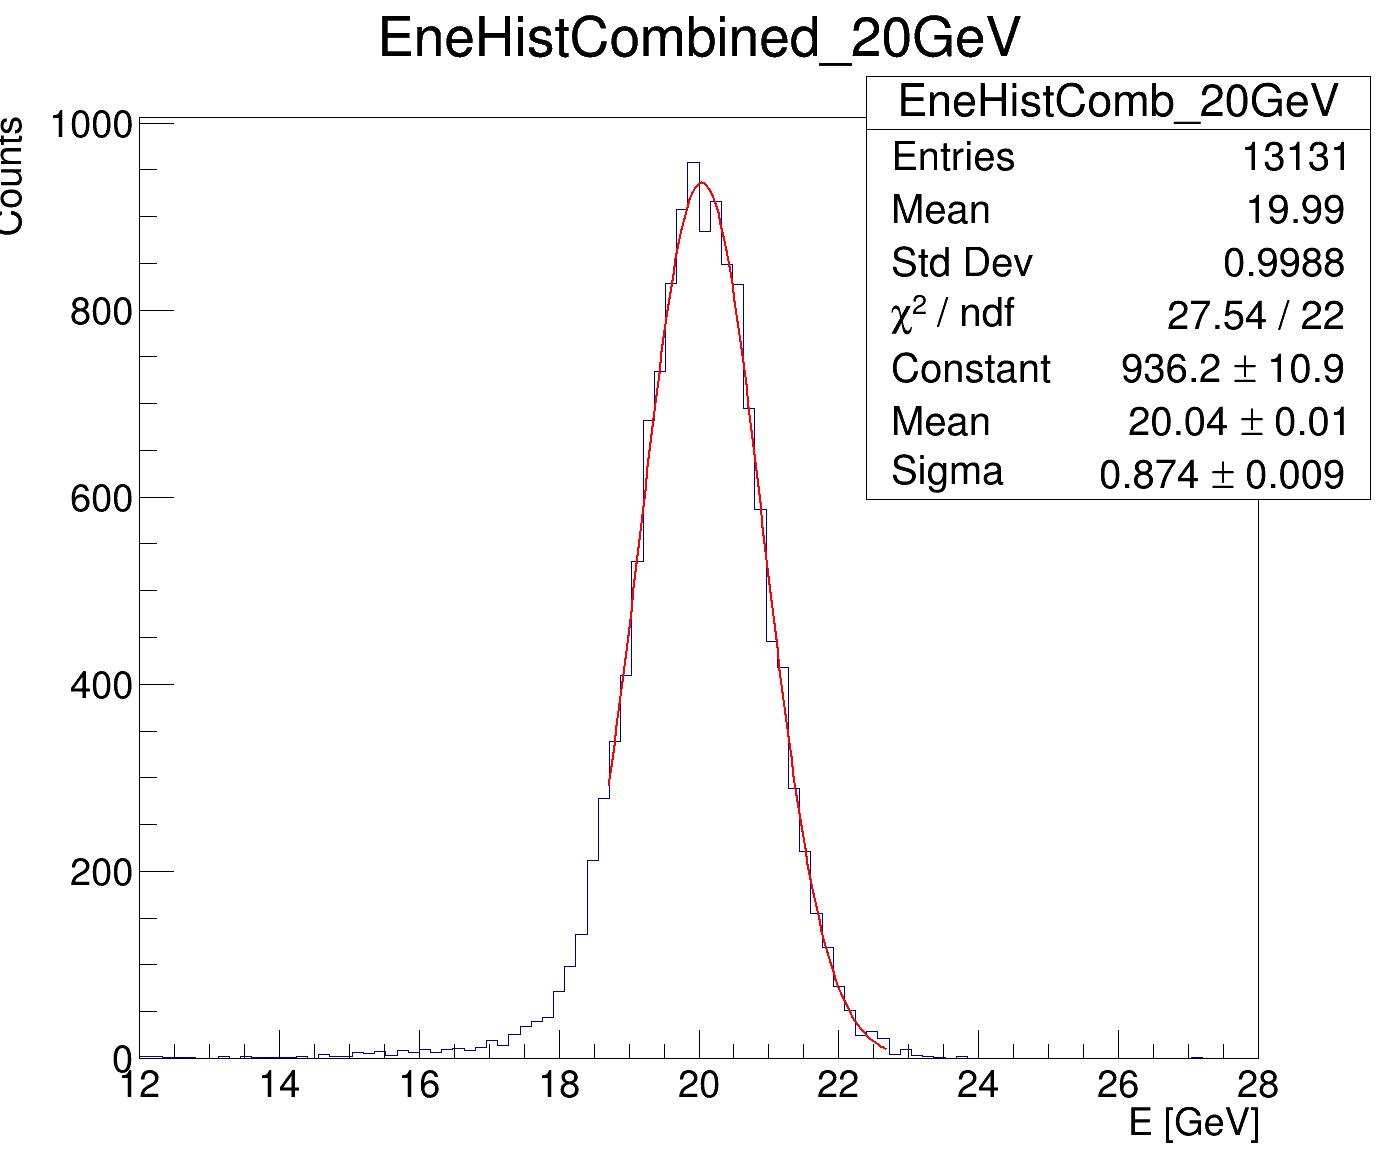 EneHistCombined_20GeV
EneHistComb_20GeV
Entries 13131
Mean 19.99
Std Dev 0.9988
χ² / ndf 27.54 / 22
Constant 936.2 ± 10.9
Mean 20.04 ± 0.01
Sigma 0.874 ± 0.009
Counts
1000
800
600
400
200
0
12 14 16 18 20 22 24 26 28
E [GeV]